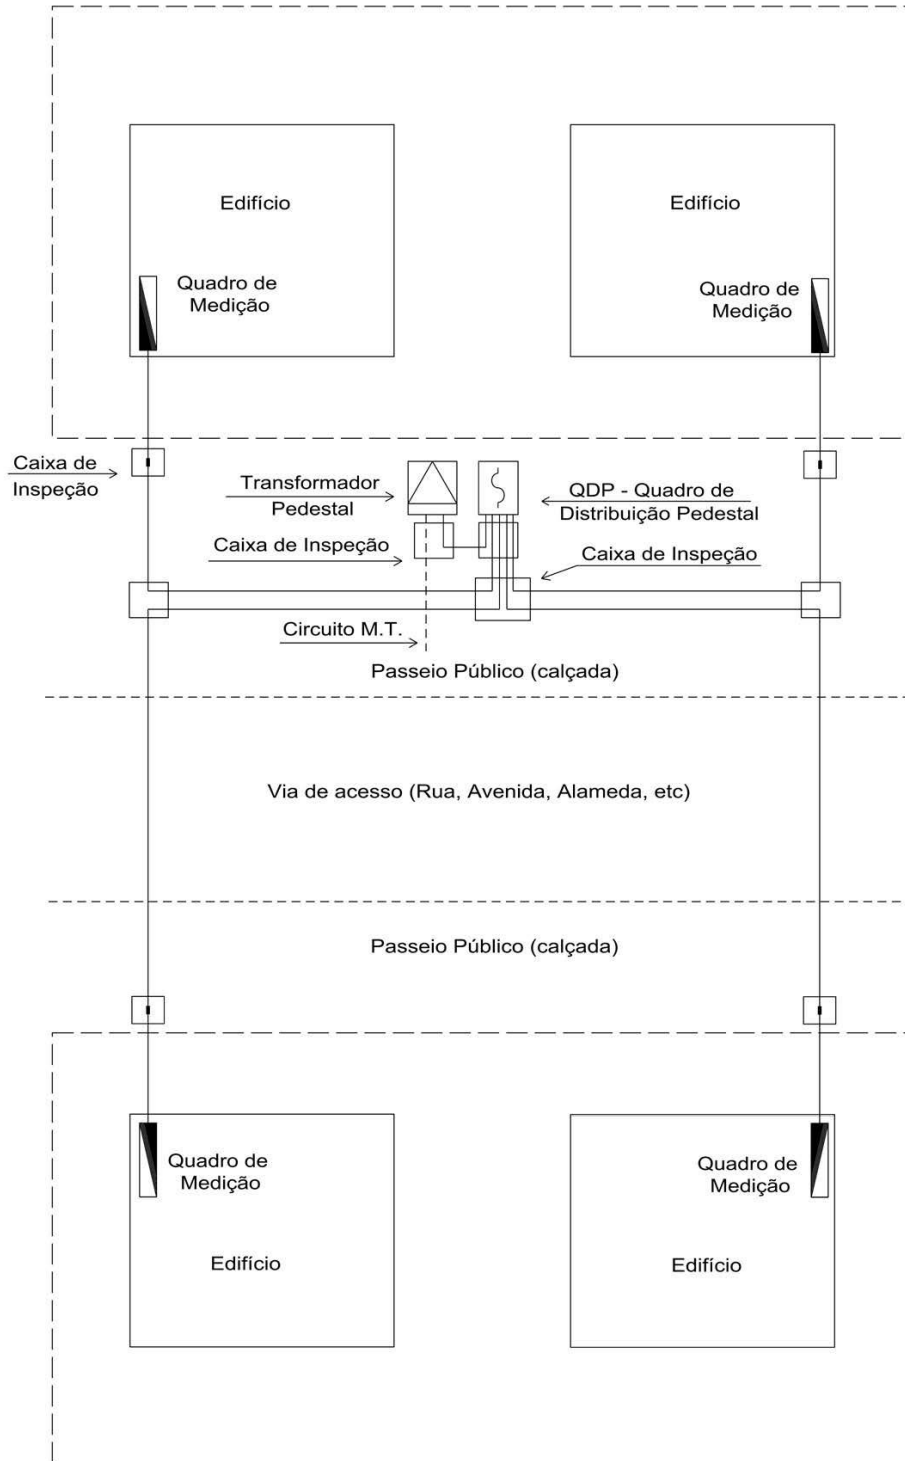 Edifício
Edifício
Quadro de
Medição
Quadro de
Medição
Caixa de
Inspeção
Transformador
Pedestal
QDP - Quadro de
Distribuição Pedestal
Caixa de Inspeção
Caixa de Inspeção
Circuito M.T.
Passeio Público (calçada)
Via de acesso (Rua, Avenida, Alameda, etc)
Passeio Público (calçada)
Quadro de
Medição
Quadro de
Medição
Edifício
Edifício